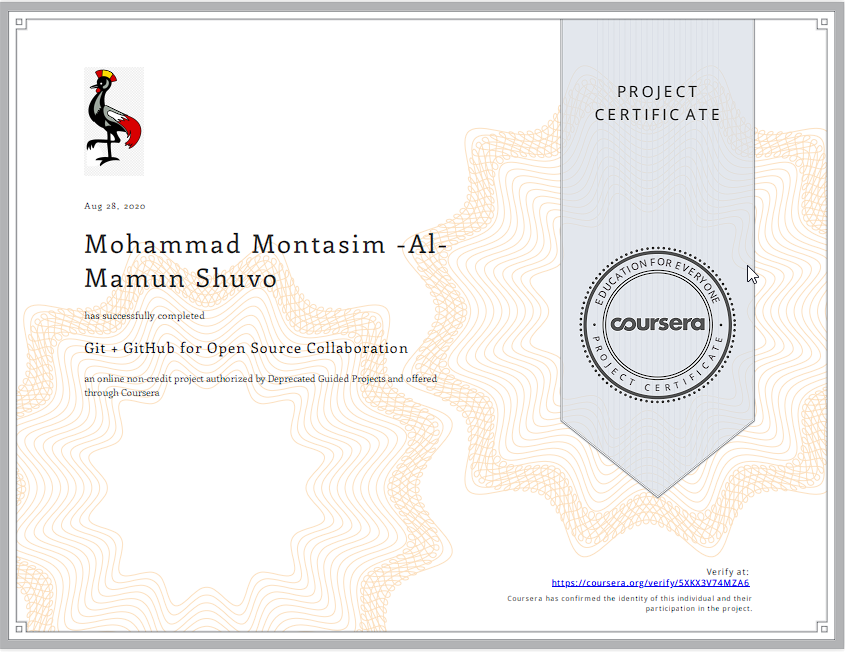 PROJECT
CERTIFICATE
Aug 28, 2020
Mohammad Montasim -Al-
Mamun Shuvo
has successfully completed
Git + GitHub for Open Source Collaboration
an online non-credit project authorized by Deprecated Guided Projects and offered
through Coursera
EDUCATION FOR EVERYONE
coursera
PROJECT CERTIFICATE
Verify at:
https://coursera.org/verify/5XKX3V74MZA6
Coursera has confirmed the identity of this individual and their
participation in the project.